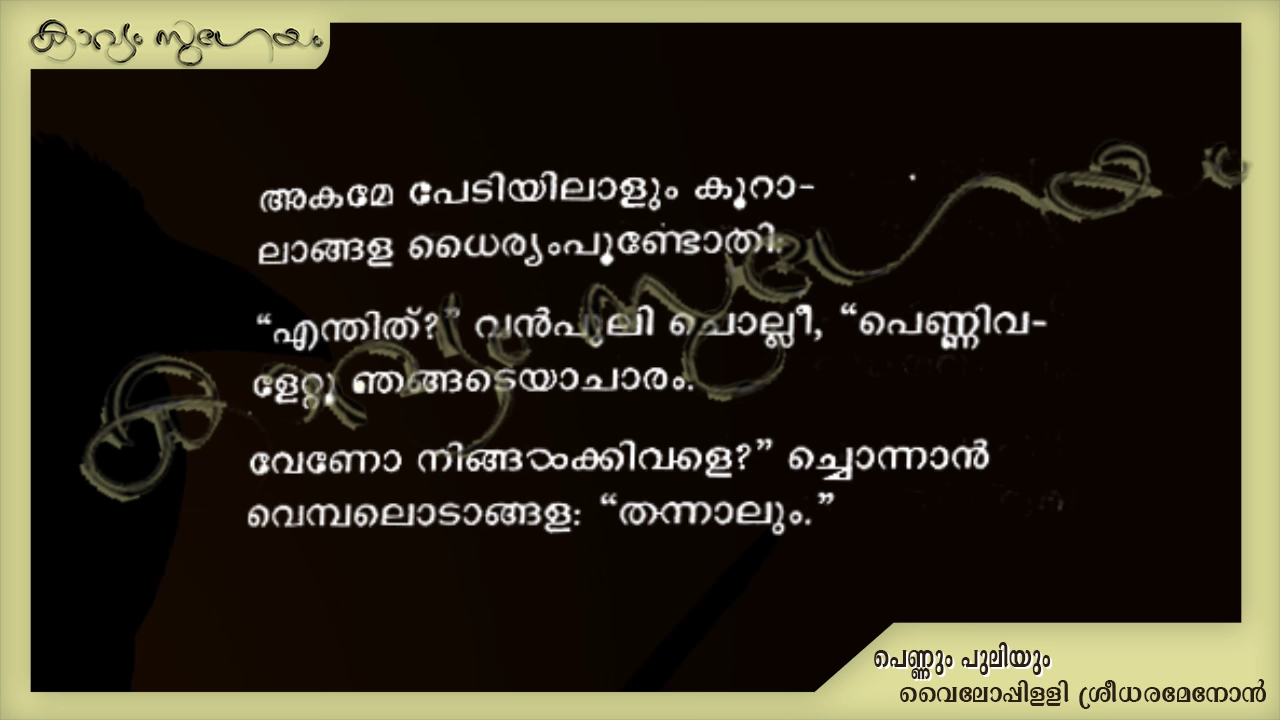 കാവ്യം സുഗേയം
അകമേ പേടിയിലാളും കൂറാ-
ലാങ്ങള ധൈര്യംപൂണ്ടോതി:
“എന്തിത്?” വൻപുലി ചൊല്ലീ, “പെണ്ണിവ-
ളേറ്റൂ ഞങ്ങടെയാചാരം.
വേണോ നിങ്ങൾക്കിവളെ?” ച്ചൊന്നാൻ
വെമ്പലൊടാങ്ങള: “തന്നാലും.”
പെണ്ണും പുലിയും
വൈലോപ്പിള്ളി ശ്രീധരമേനോൻ